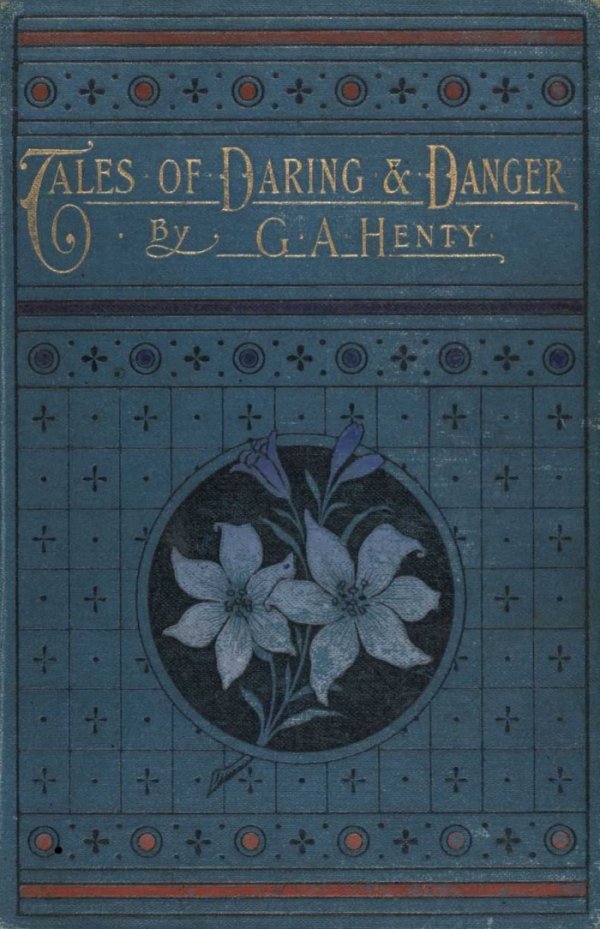 TALES · OF · DARING & DANGER
· By · G · A · HENTY ·